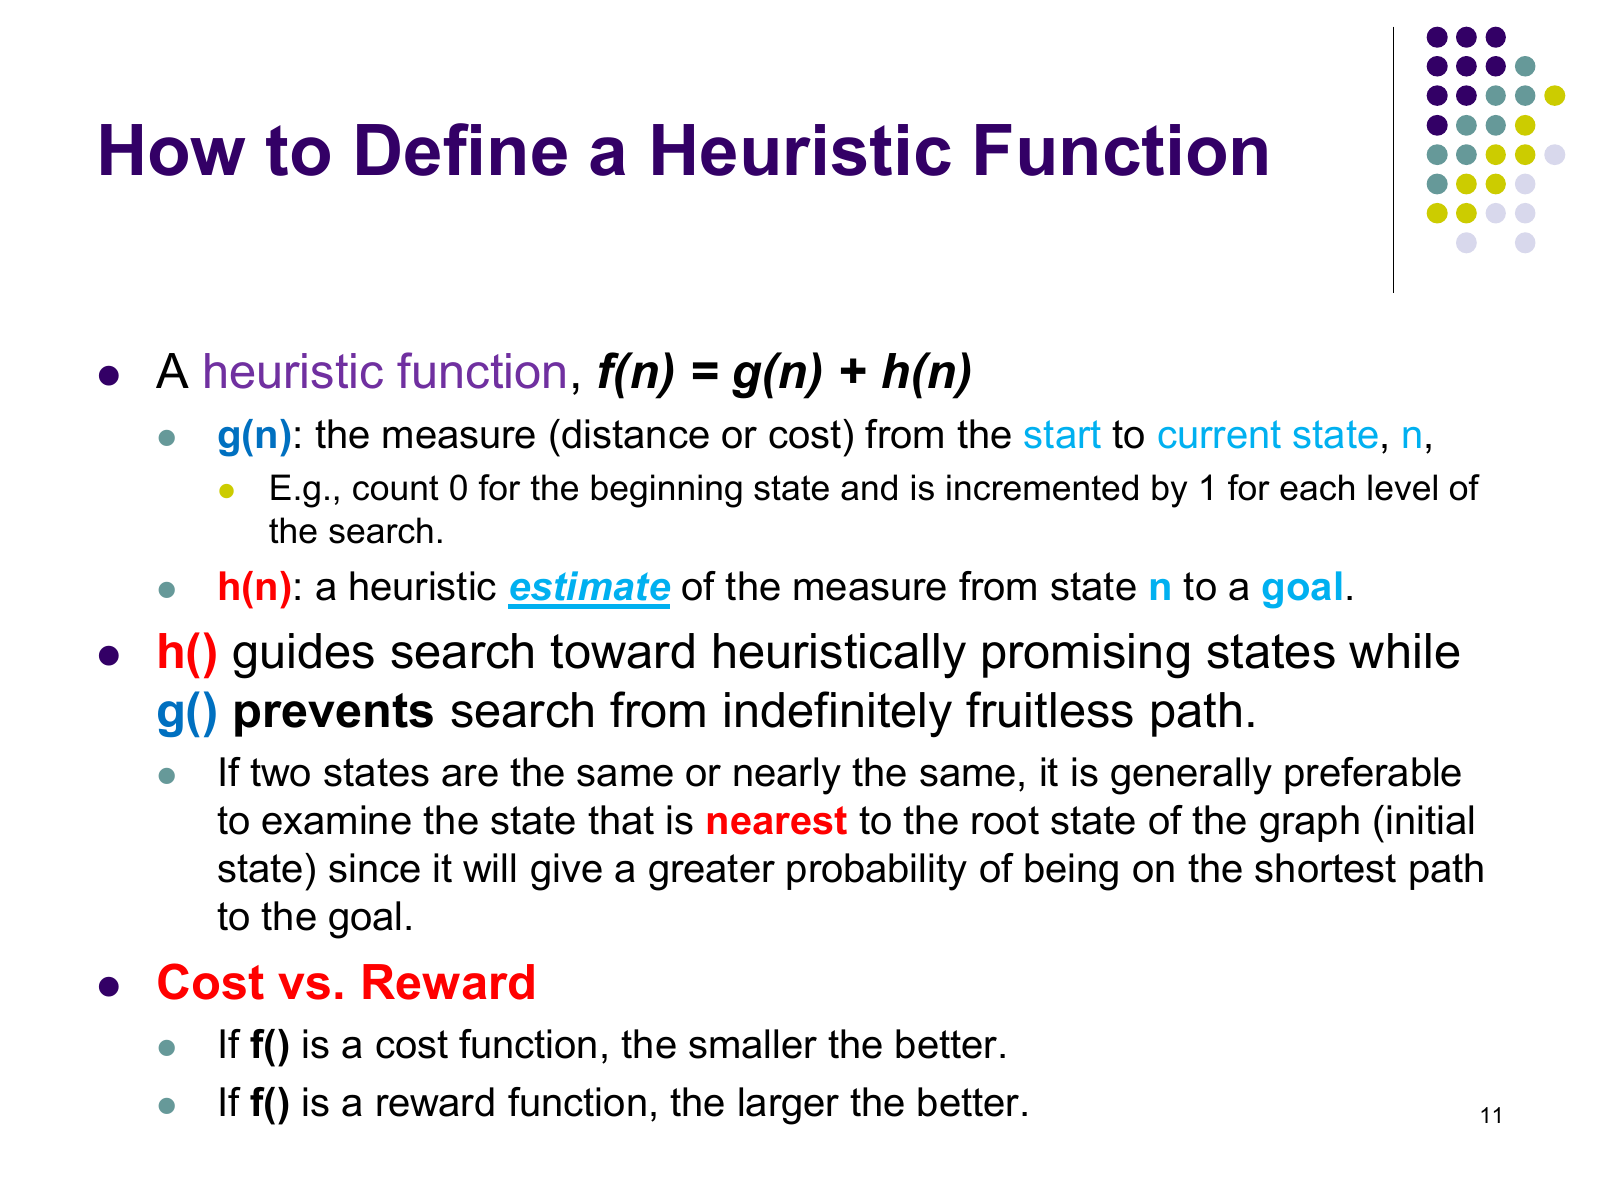 How to Define a Heuristic Function
A heuristic function, f(n) = g(n) + h(n)
g(n): the measure (distance or cost) from the start to current state, n,
E.g., count 0 for the beginning state and is incremented by 1 for each level of
the search.
h(n): a heuristic estimate of the measure from state n to a goal.
h() guides search toward heuristically promising states while
g() prevents search from indefinitely fruitless path.
If two states are the same or nearly the same, it is generally preferable
to examine the state that is nearest to the root state of the graph (initial
state) since it will give a greater probability of being on the shortest path
to the goal.
Cost vs. Reward
If f() is a cost function, the smaller the better.
If f() is a reward function, the larger the better.
11